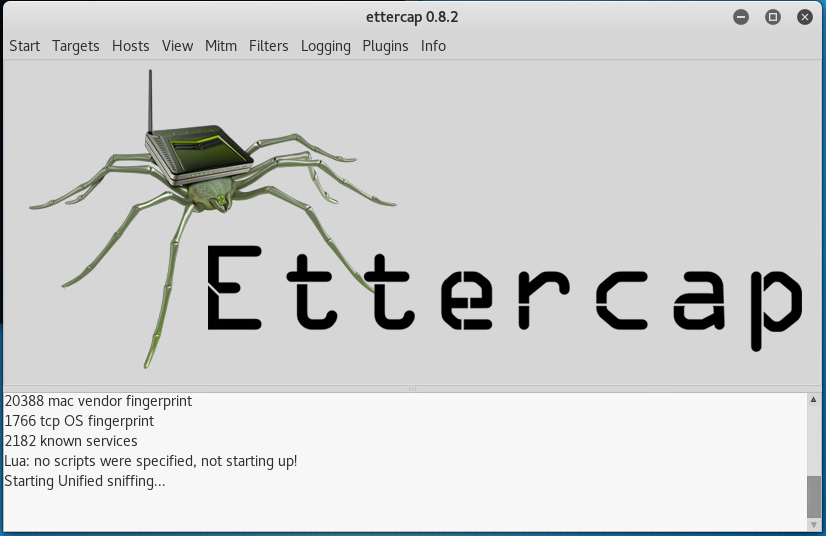 ettercap 0.8.2
Start Targets Hosts View Mitm Filters Logging Plugins Info
Ettercap
20388 mac vendor fingerprint
1766 tcp OS fingerprint
2182 known services
Lua: no scripts were specified, not starting up!
Starting Unified sniffing...